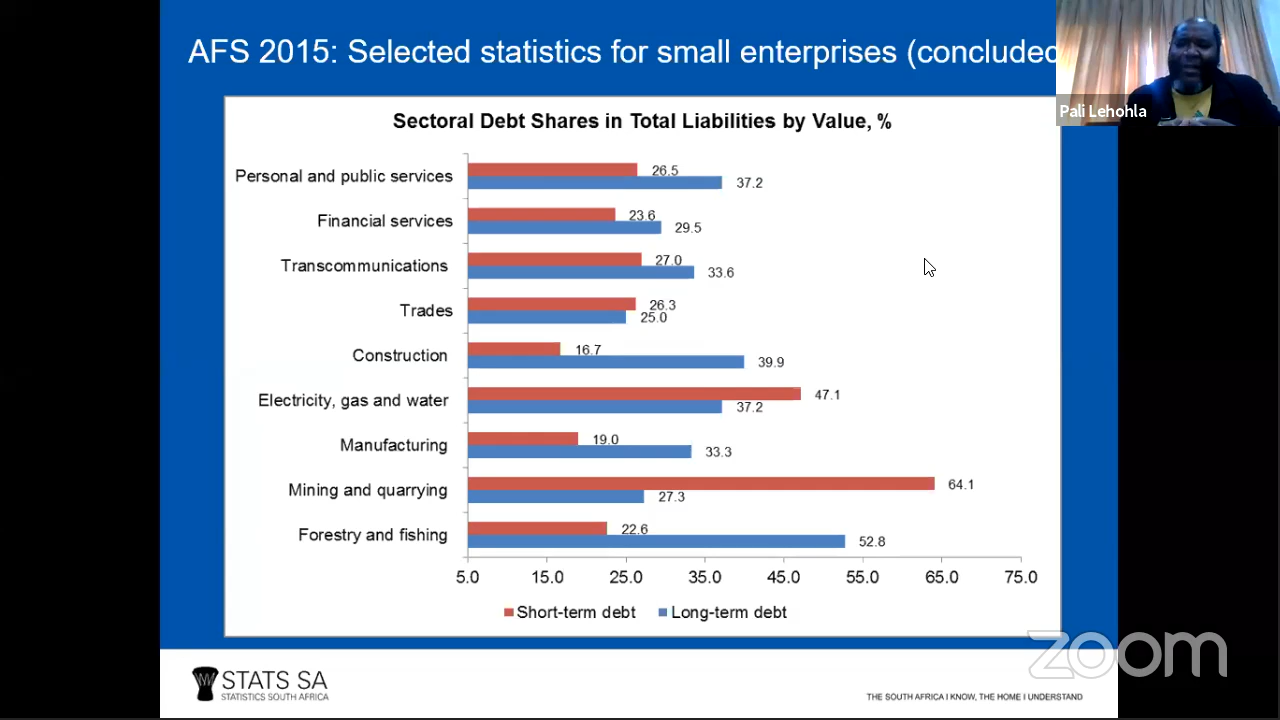 AFS 2015: Selected statistics for small enterprises (concluded
Pali Lehohla
Sectoral Debt Shares in Total Liabilities by Value, %
Personal and public services
26.5
37.2
Financial services
23.6
29.5
Transcommunications
27.0
33.6
Trades
26.3
25.0
Construction
16.7
39.9
Electricity, gas and water
47.1
37.2
Manufacturing
19.0
33.3
Mining and quarrying
64.1
27.3
Forestry and fishing
22.6
52.8
5.0 15.0 25.0 35.0 45.0 55.0 65.0 75.0
Short-term debt Long-term debt
zoom
STATS SA
STATISTICS SOUTH AFRICA
THE SOUTH AFRICA I KNOW, THE HOME I UNDERSTAND